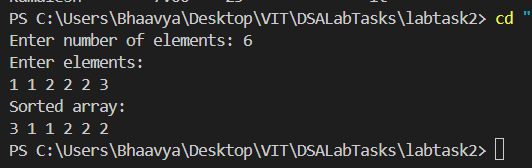 PS C:\Users\Bhaavya\Desktop\VIT\DSALabTasks\labtask2> cd "
Enter number of elements: 6
Enter elements:
1 1 2 2 2 3
Sorted array:
3 1 1 2 2 2
PS C:\Users\Bhaavya\Desktop\VIT\DSALabTasks\labtask2>